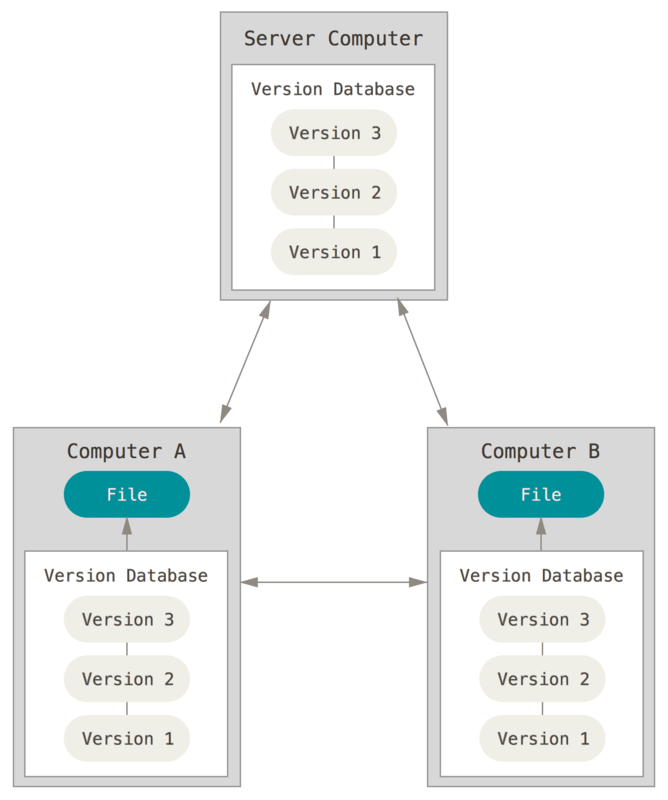 Server Computer
Version Database
Version 3
Version 2
Version 1
Computer A
File
Version Database
Version 3
Version 2
Version 1
Computer B
File
Version Database
Version 3
Version 2
Version 1